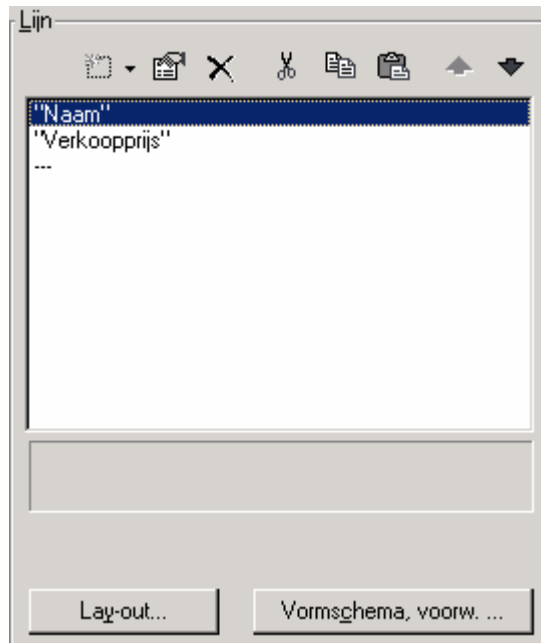 Lijn
"Naam"
"Verkoopprijs"
---
Lay-out...
Vormschema, voorw. ...